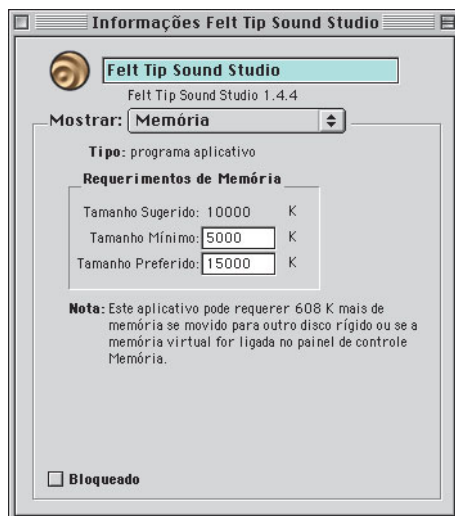 Informações Felt Tip Sound Studio
Felt Tip Sound Studio
Felt Tip Sound Studio 1.4.4
Mostrar: Memória
Tipo: programa aplicativo
Requerimentos de Memória
Tamanho Sugerido: 10000 K
Tamanho Mínimo: 5000 K
Tamanho Preferido: 15000 K
Nota: Este aplicativo pode requerer 608 K mais de
memória se movido para outro disco rígido ou se a
memória virtual for ligada no painel de controle
Memória.
Bloqueado